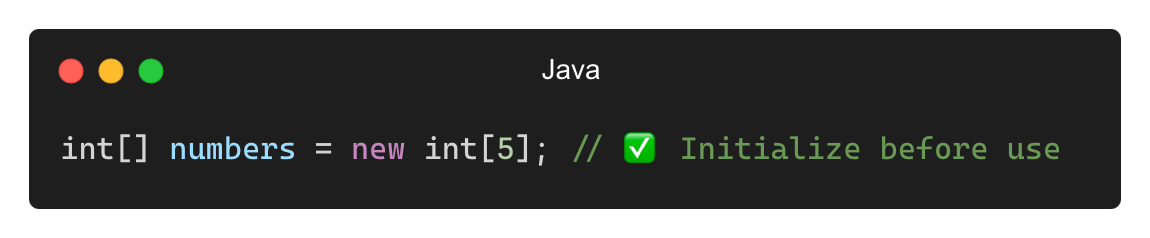 Java
int[] numbers = new int[5]; // ✅ Initialize before use